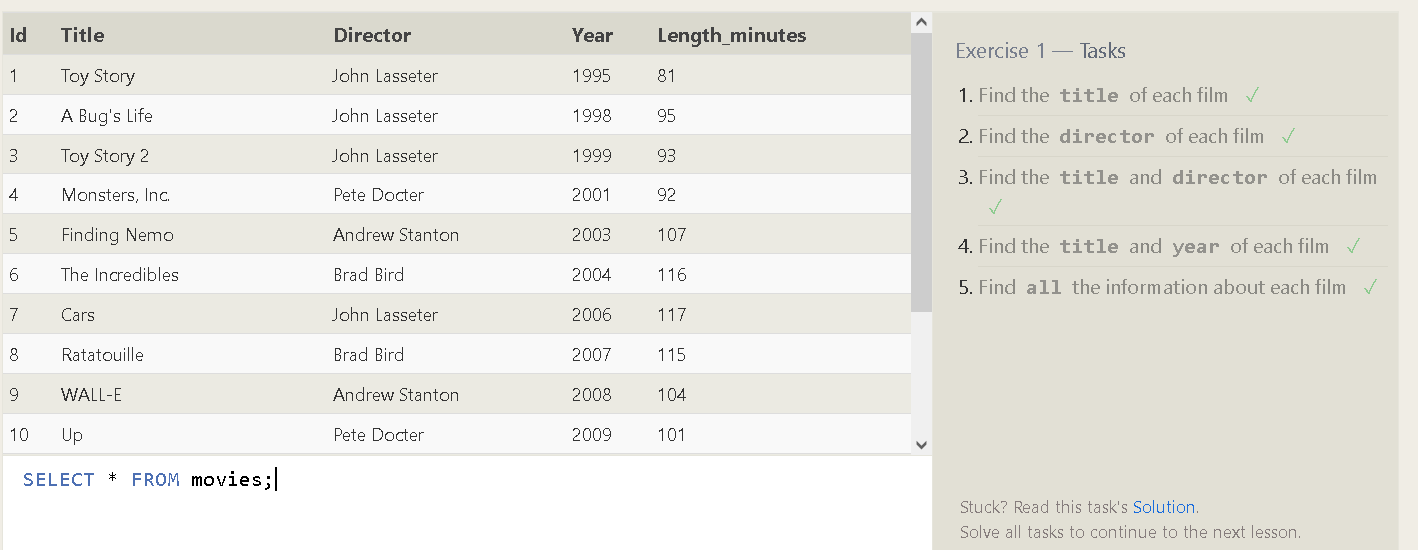 Id Title Director Year Length_minutes
1 Toy Story John Lasseter 1995 81
2 A Bug's Life John Lasseter 1998 95
3 Toy Story 2 John Lasseter 1999 93
4 Monsters, Inc. Pete Docter 2001 92
5 Finding Nemo Andrew Stanton 2003 107
6 The Incredibles Brad Bird 2004 116
7 Cars John Lasseter 2006 117
8 Ratatouille Brad Bird 2007 115
9 WALL-E Andrew Stanton 2008 104
10 Up Pete Docter 2009 101
SELECT * FROM movies;
Exercise 1 — Tasks
1. Find the title of each film ✓
2. Find the director of each film ✓
3. Find the title and director of each film
✓
4. Find the title and year of each film ✓
5. Find all the information about each film ✓
Stuck? Read this task's Solution.
Solve all tasks to continue to the next lesson.